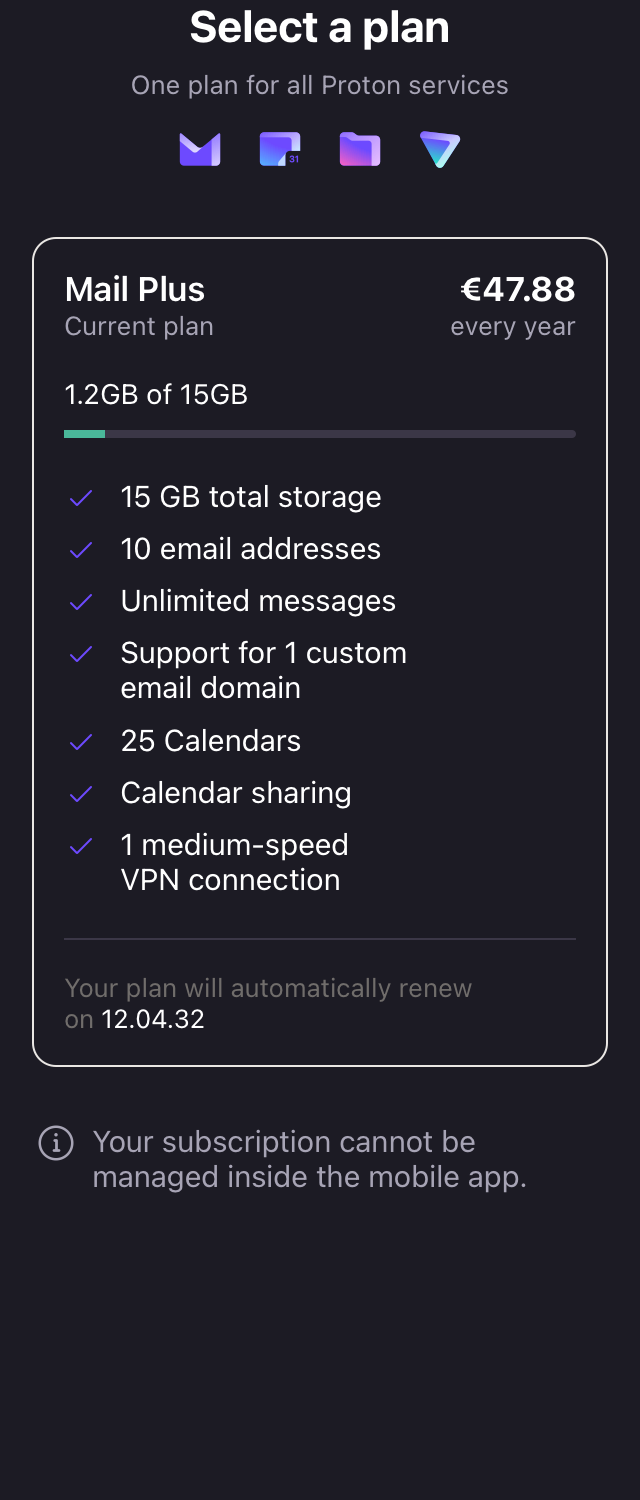 Select a plan
One plan for all Proton services
31
Mail Plus
€47.88
Current plan
every year
1.2GB of 15GB
15 GB total storage
10 email addresses
Unlimited messages
Support for 1 custom
email domain
25 Calendars
Calendar sharing
1 medium-speed
VPN connection
Your plan will automatically renew
on 12.04.32
Your subscription cannot be
managed inside the mobile app.